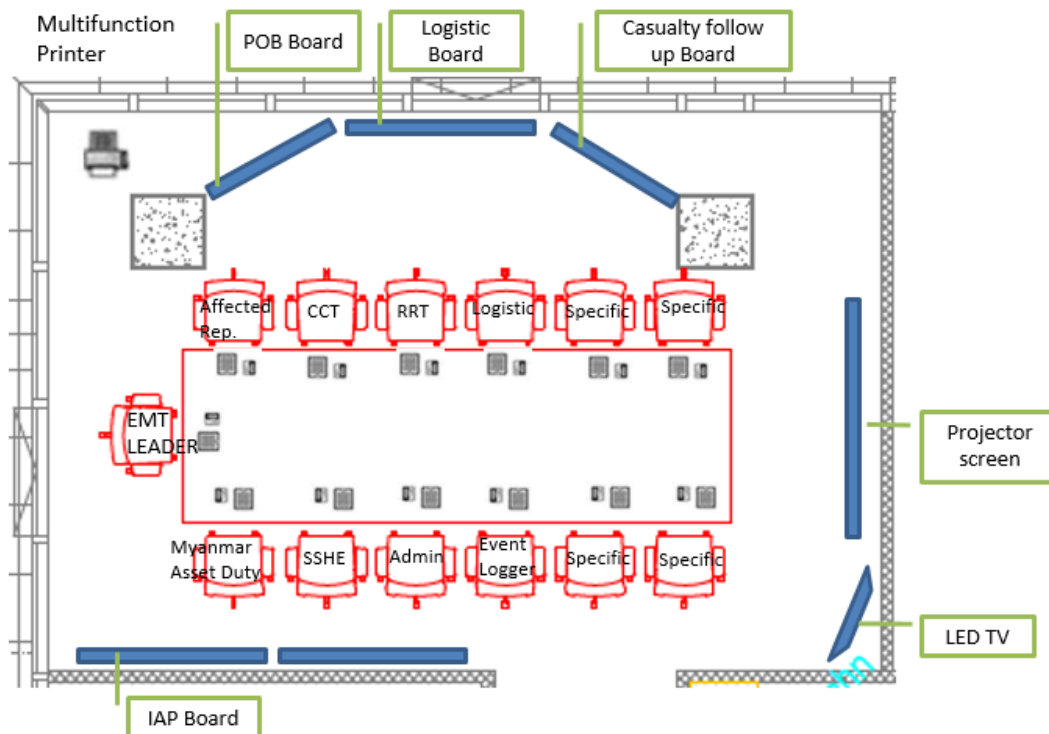 Multifunction
Printer
POB Board
Logistic
Board
Casualty follow
up Board
Affected
Rep.
CCT
RRT
Logistic
Specific
Specific
EMT
LEADER
Projector
screen
Myanmar
Asset Duty
SSHE
Admin
Event
Logger
Specific
Specific
LED TV
IAP Board